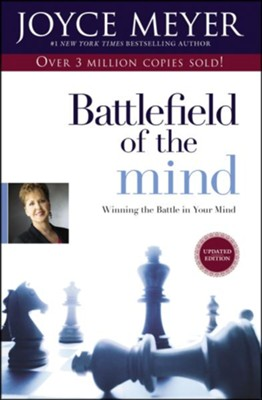 JOYCE MEYER
#1 NEW YORK TIMES BESTSELLING AUTHOR
OVER 3 MILLION COPIES SOLD!
Battlefield
of the
mind
Winning the Battle in Your Mind
UPDATED
EDITION